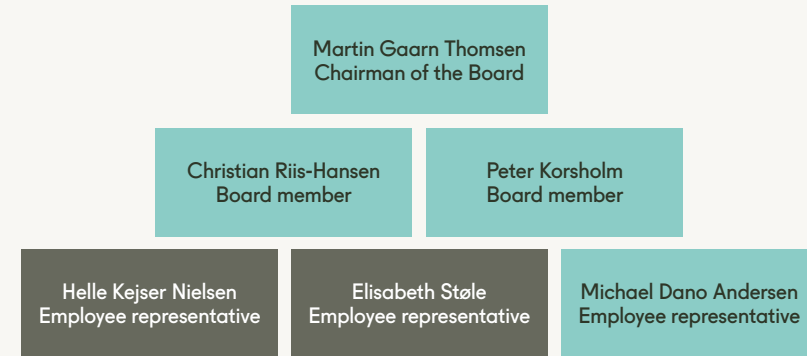 Martin Gaarn Thomsen
Chairman of the Board
Christian Riis-Hansen
Board member
Peter Korsholm
Board member
Helle Kejser Nielsen
Employee representative
Elisabeth Støle
Employee representative
Michael Dano Andersen
Employee representative